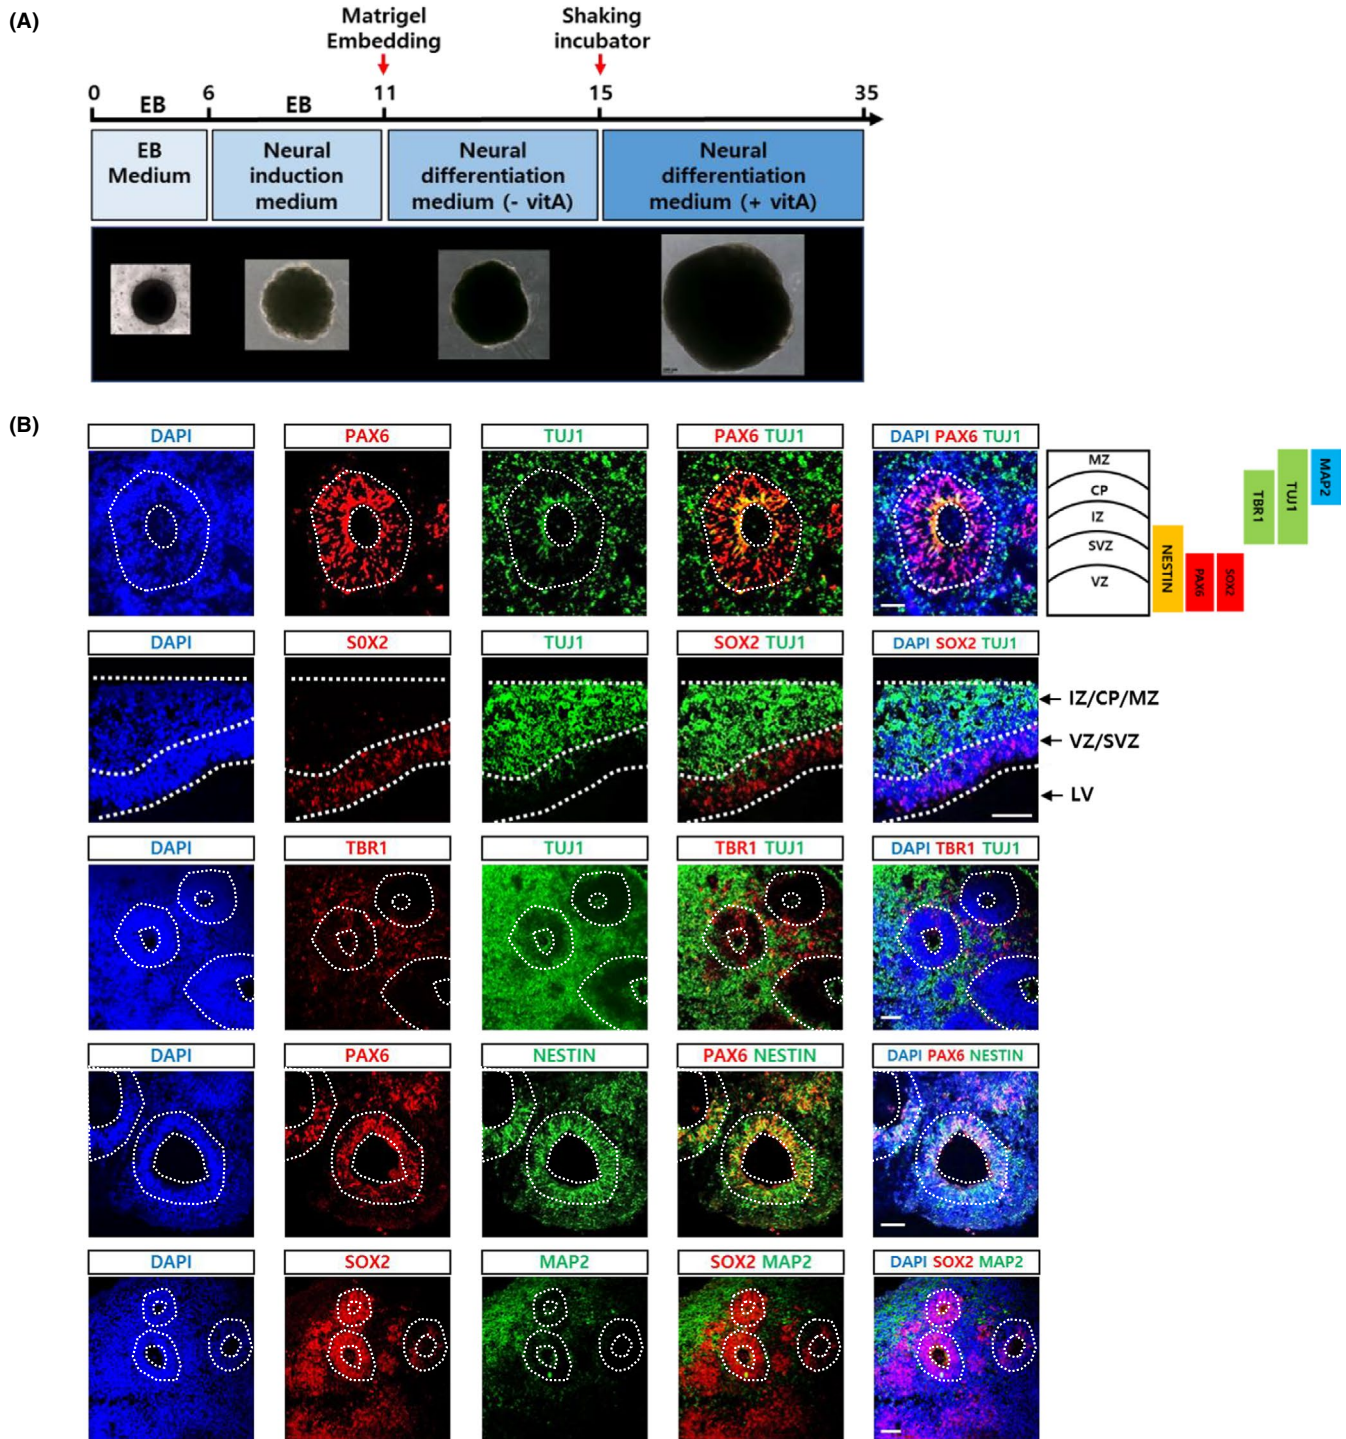 (A)
Matrigel
Embedding
Shaking
incubator
0
EB
6
EB
11
15
35
EB
Medium
Neural
induction
medium
Neural
differentiation
medium (- vitA)
Neural
differentiation
medium (+ vitA)
(B)
DAPI
PAX6
TUJ1
PAX6 TUJ1
DAPI PAX6 TUJ1
MZ
CP
IZ
SVZ
VZ
NESTIN
PAX6
SOX2
TBR1
TUJ1
MAP2
DAPI
S0X2
TUJ1
SOX2 TUJ1
DAPI SOX2 TUJ1
IZ/CP/MZ
VZ/SVZ
LV
DAPI
TBR1
TUJ1
TBR1 TUJ1
DAPI TBR1 TUJ1
DAPI
PAX6
NESTIN
PAX6 NESTIN
DAPI PAX6 NESTIN
DAPI
SOX2
MAP2
SOX2 MAP2
DAPI SOX2 MAP2